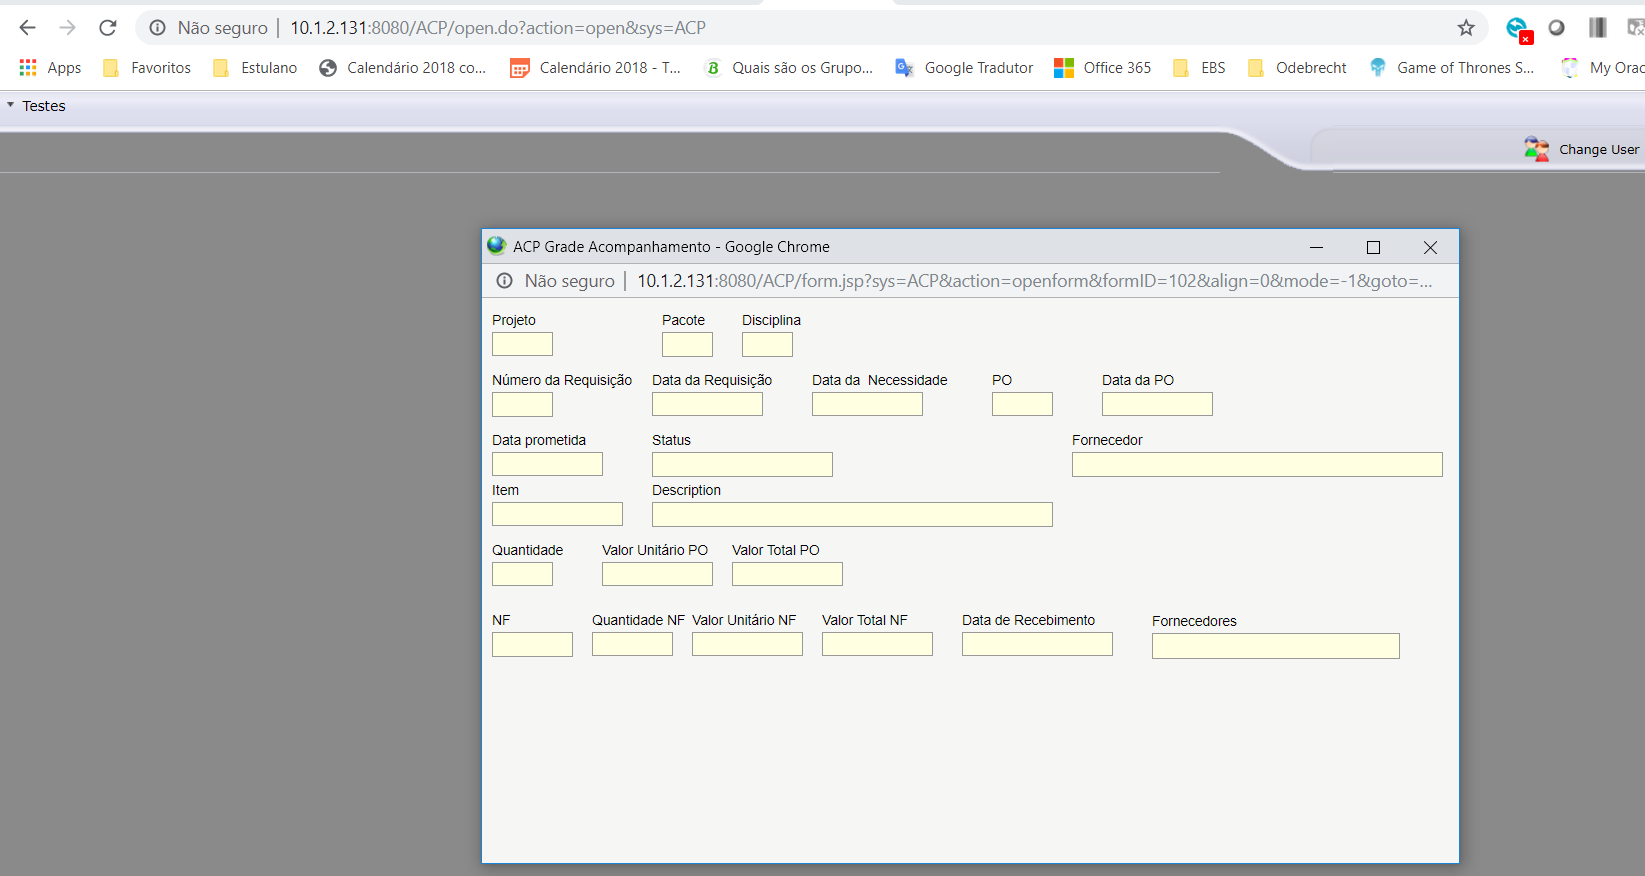 Não seguro | 10.1.2.131:8080/ACP/open.do?action=open&sys=ACP
Apps Favoritos Estulano Calendário 2018 co... Calendário 2018 - T... Quais são os Grupo... Google Tradutor Office 365 EBS Odebrecht Game of Thrones S... My Orac
Testes
Change User
ACP Grade Acompanhamento - Google Chrome
Não seguro | 10.1.2.131:8080/ACP/form.jsp?sys=ACP&action=openform&formID=102&align=0&mode=-1&goto=...
Projeto Pacote Disciplina
Número da Requisição Data da Requisição Data da Necessidade PO Data da PO
Data prometida Status Fornecedor
Item Description
Quantidade Valor Unitário PO Valor Total PO
NF Quantidade NF Valor Unitário NF Valor Total NF Data de Recebimento Fornecedores